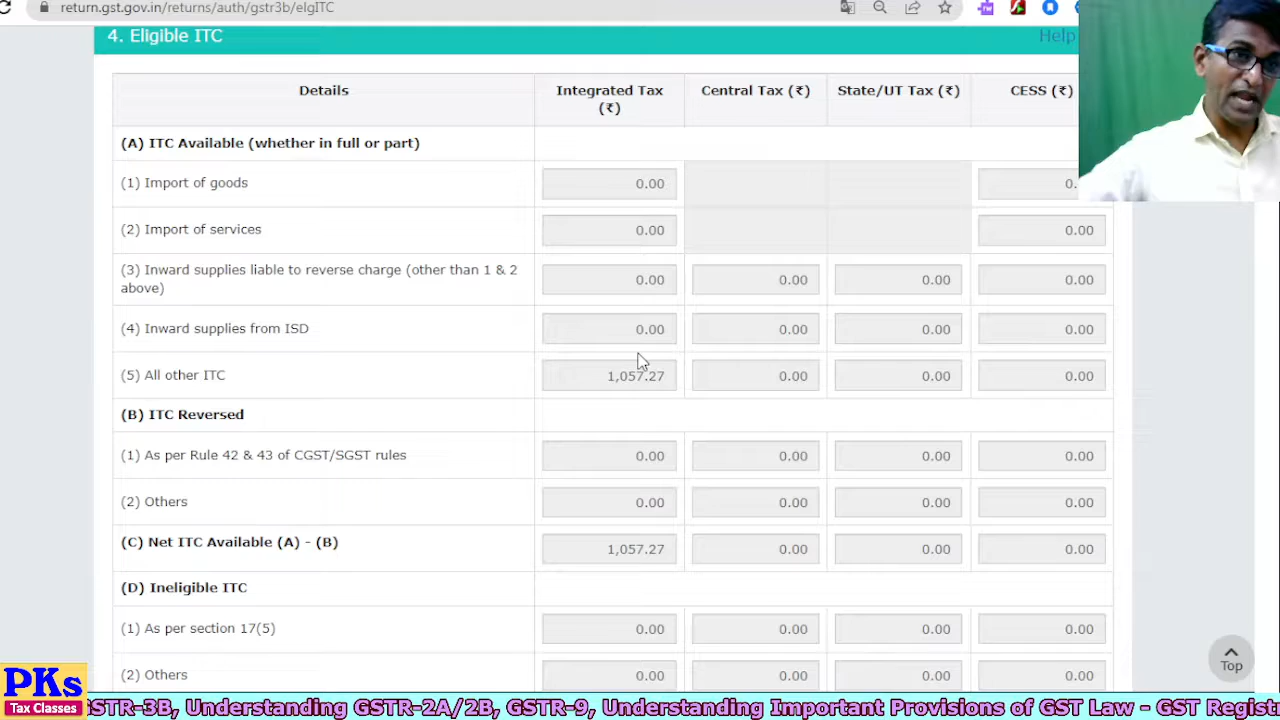 return.gst.gov.in/returns/auth/gstr3b/elgITC
4. Eligible ITC
Help
Details
Integrated Tax (₹)
Central Tax (₹)
State/UT Tax (₹)
CESS (₹)
(A) ITC Available (whether in full or part)
(1) Import of goods
0.00
0.
(2) Import of services
0.00
0.00
(3) Inward supplies liable to reverse charge (other than 1 & 2
above)
0.00
0.00
0.00
0.00
(4) Inward supplies from ISD
0.00
0.00
0.00
0.00
(5) All other ITC
1,057.27
0.00
0.00
0.00
(B) ITC Reversed
(1) As per Rule 42 & 43 of CGST/SGST rules
0.00
0.00
0.00
0.00
(2) Others
0.00
0.00
0.00
0.00
(C) Net ITC Available (A) - (B)
1,057.27
0.00
0.00
0.00
(D) Ineligible ITC
(1) As per section 17(5)
0.00
0.00
0.00
0.00
(2) Others
0.00
0.00
0.00
0.00
Top
PKs
Tax Classes
GSTR-3B, Understanding GSTR-2A/2B, GSTR-9, Understanding Important Provisions of GST Law - GST Regist